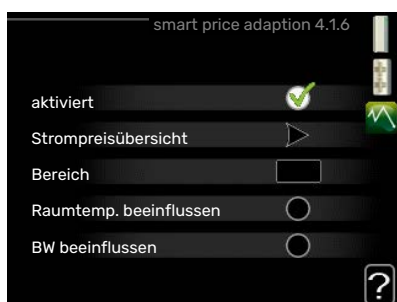 smart price adaption 4.1.6
aktiviert
Strompreisübersicht
Bereich
Raumtemp. beeinflussen
BW beeinflussen
?